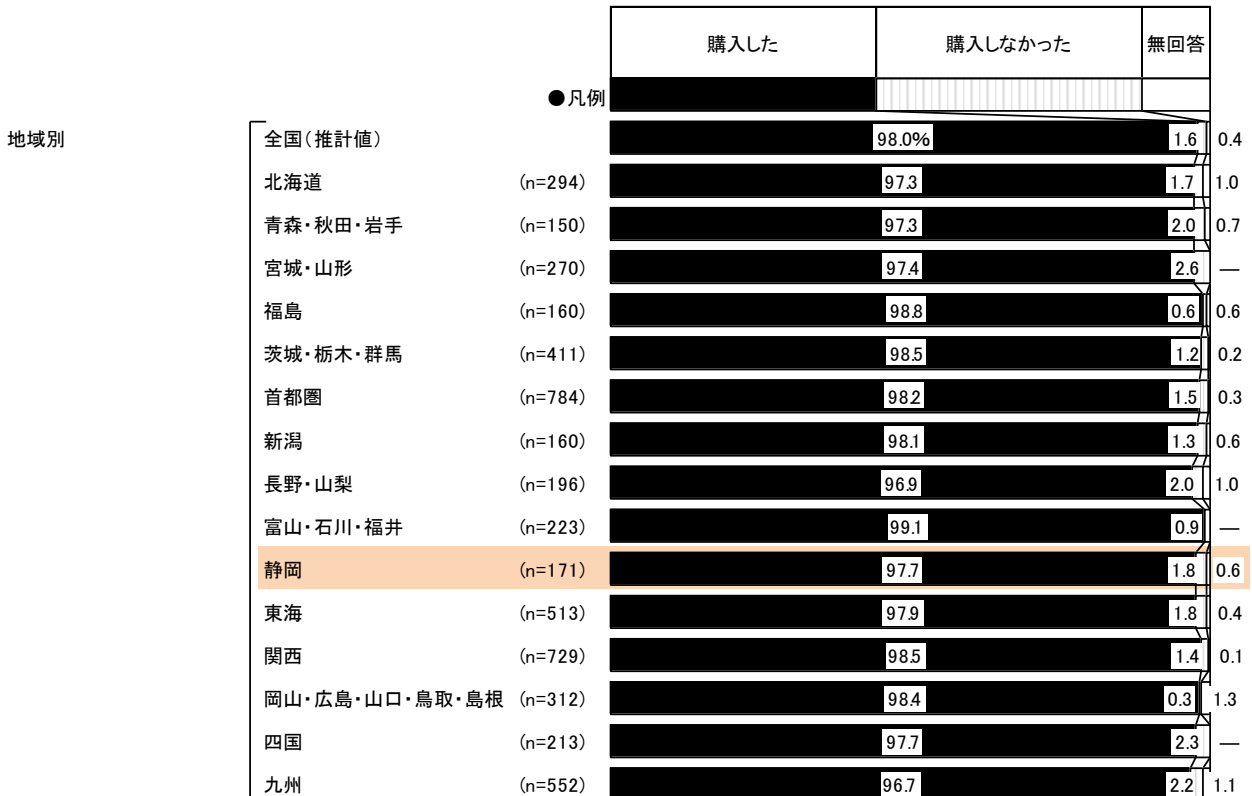 購入した 購入しなかった 無回答
●凡例
地域別 全国(推計値) 98.0% 1.6 0.4
北海道 (n=294) 97.3 1.7 1.0
青森・秋田・岩手 (n=150) 97.3 2.0 0.7
宮城・山形 (n=270) 97.4 2.6 —
福島 (n=160) 98.8 0.6 0.6
茨城・栃木・群馬 (n=411) 98.5 1.2 0.2
首都圏 (n=784) 98.2 1.5 0.3
新潟 (n=160) 98.1 1.3 0.6
長野・山梨 (n=196) 96.9 2.0 1.0
富山・石川・福井 (n=223) 99.1 0.9 —
静岡 (n=171) 97.7 1.8 0.6
東海 (n=513) 97.9 1.8 0.4
関西 (n=729) 98.5 1.4 0.1
岡山・広島・山口・鳥取・島根 (n=312) 98.4 0.3 1.3
四国 (n=213) 97.7 2.3 —
九州 (n=552) 96.7 2.2 1.1